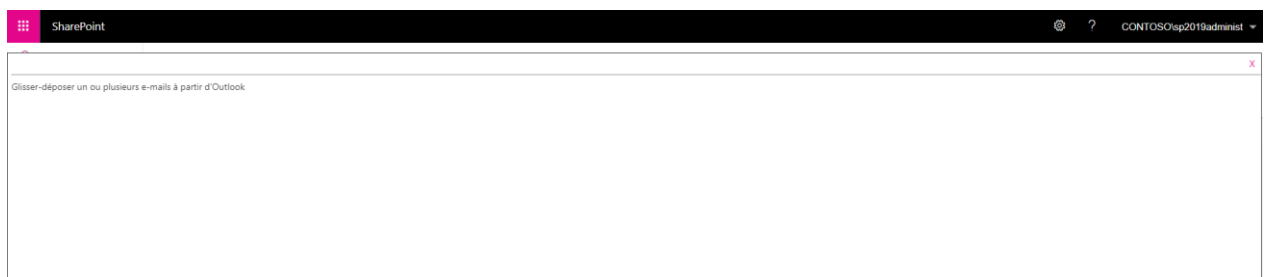 SharePoint ? CONTOSO\sp2019administ
X
Glisser-déposer un ou plusieurs e-mails à partir d'Outlook